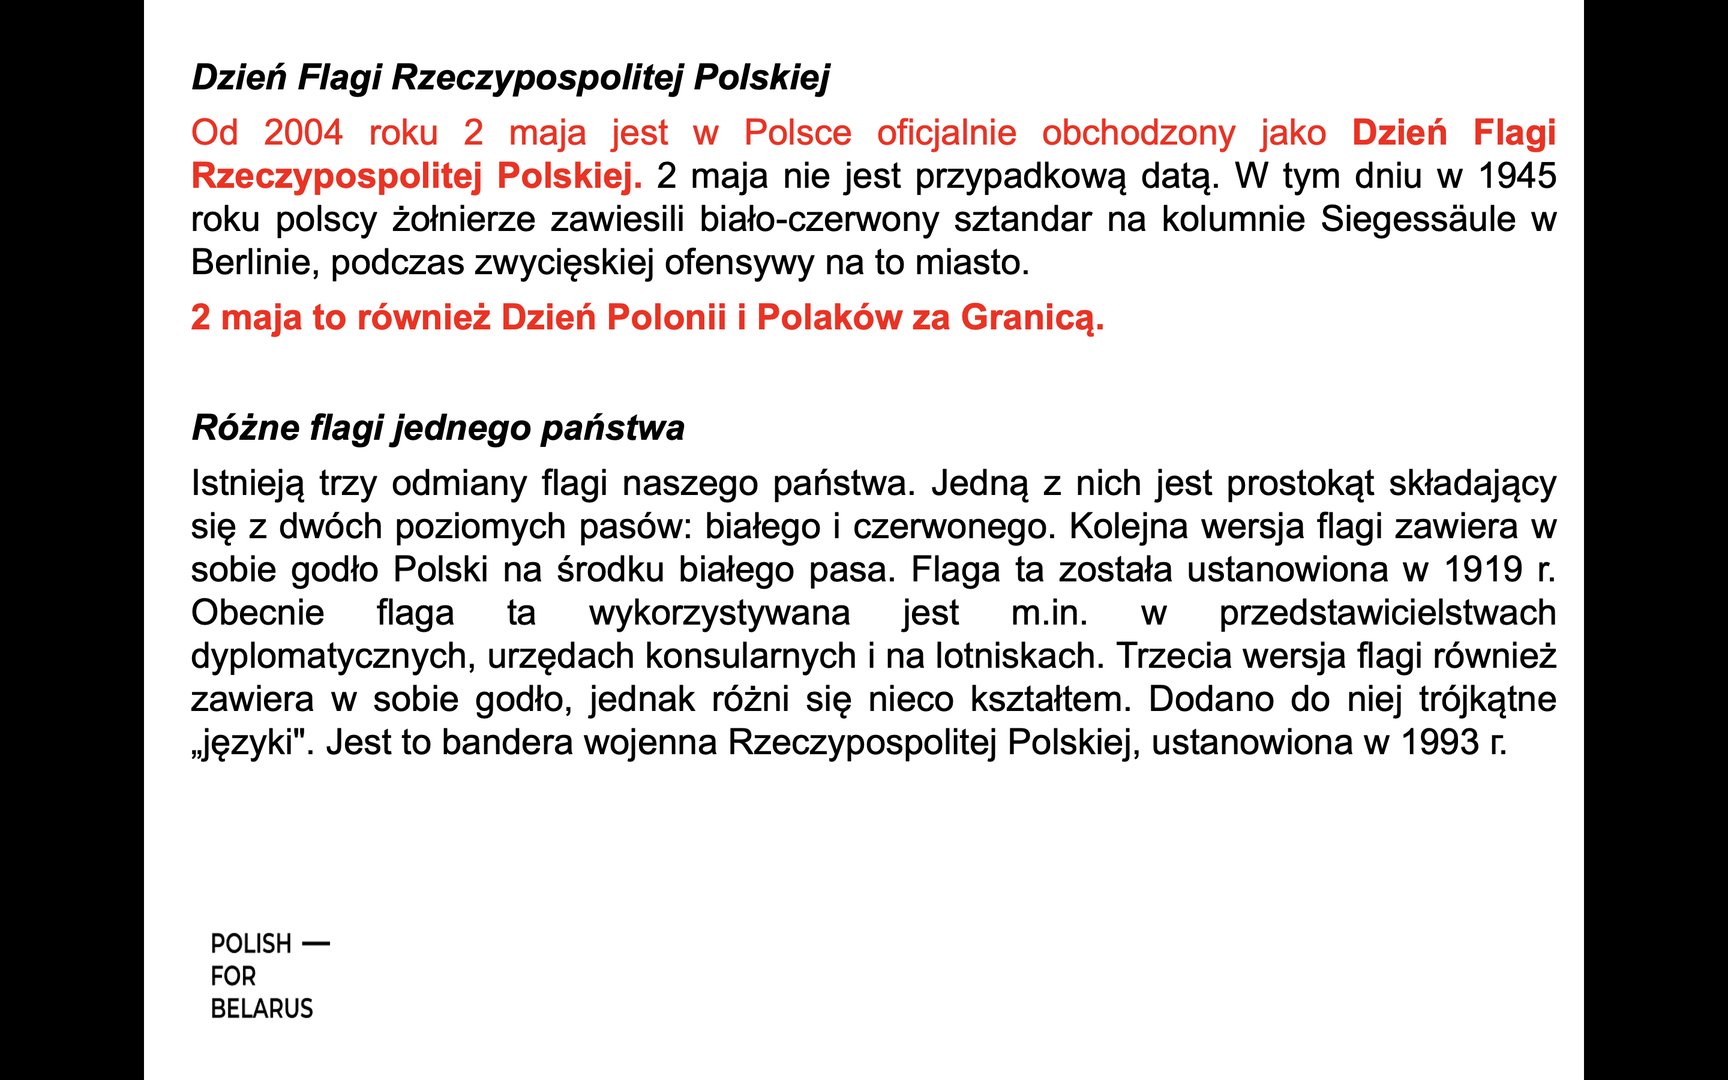 Dzień Flagi Rzeczypospolitej Polskiej
Od 2004 roku 2 maja jest w Polsce oficjalnie obchodzony jako Dzień Flagi
Rzeczypospolitej Polskiej. 2 maja nie jest przypadkową datą. W tym dniu w 1945
roku polscy żołnierze zawiesili biało-czerwony sztandar na kolumnie Siegessäule w
Berlinie, podczas zwycięskiej ofensywy na to miasto.
2 maja to również Dzień Polonii i Polaków za Granicą.
Różne flagi jednego państwa
Istnieją trzy odmiany flagi naszego państwa. Jedną z nich jest prostokąt składający
się z dwóch poziomych pasów: białego i czerwonego. Kolejna wersja flagi zawiera w
sobie godło Polski na środku białego pasa. Flaga ta została ustanowiona w 1919 r.
Obecnie flaga ta wykorzystywana jest m.in. w przedstawicielstwach
dyplomatycznych, urzędach konsularnych i na lotniskach. Trzecia wersja flagi również
zawiera w sobie godło, jednak różni się nieco kształtem. Dodano do niej trójkątne
„języki". Jest to bandera wojenna Rzeczypospolitej Polskiej, ustanowiona w 1993 r.
POLISH —
FOR
BELARUS